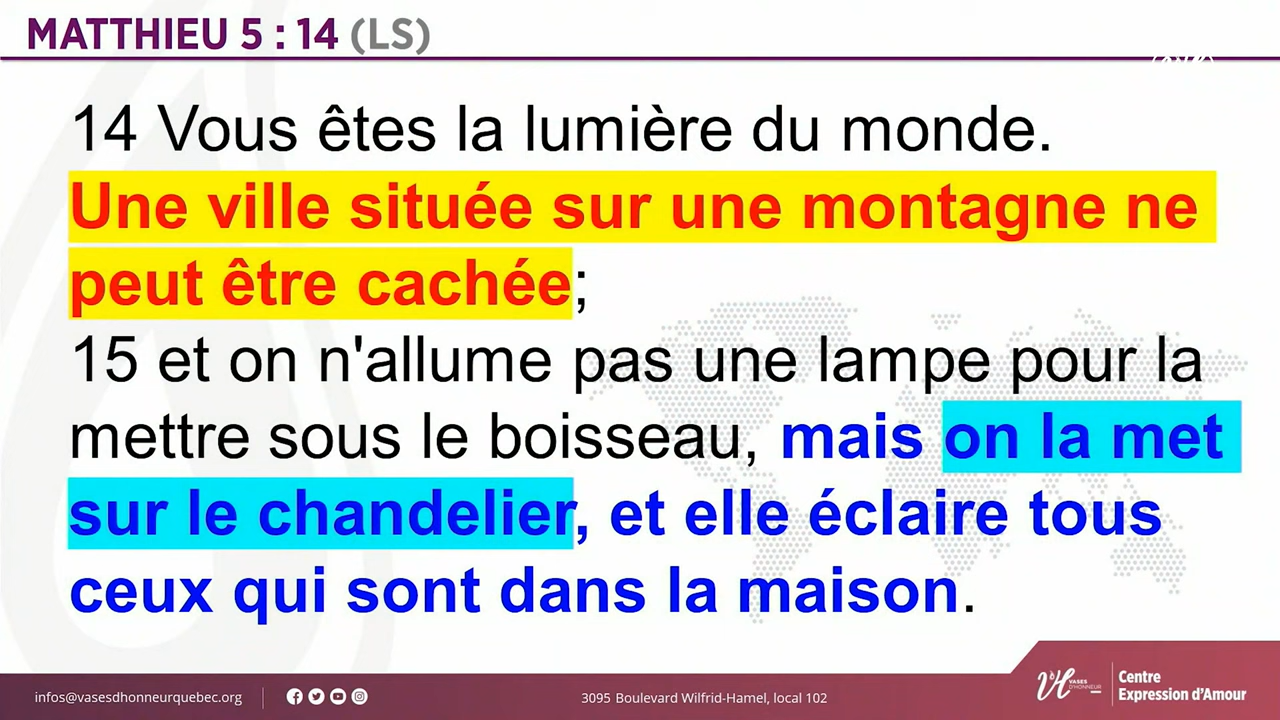 MATTHIEU 5 : 14 (LS)
14 Vous êtes la lumière du monde.
Une ville située sur une montagne ne
peut être cachée;
15 et on n'allume pas une lampe pour la
mettre sous le boisseau, mais on la met
sur le chandelier, et elle éclaire tous
ceux qui sont dans la maison.
infos@vasesdhonneurquebec.org
3095 Boulevard Wilfrid-Hamel, local 102
VH VASES
D'HONNEUR
Centre
Expression d'Amour